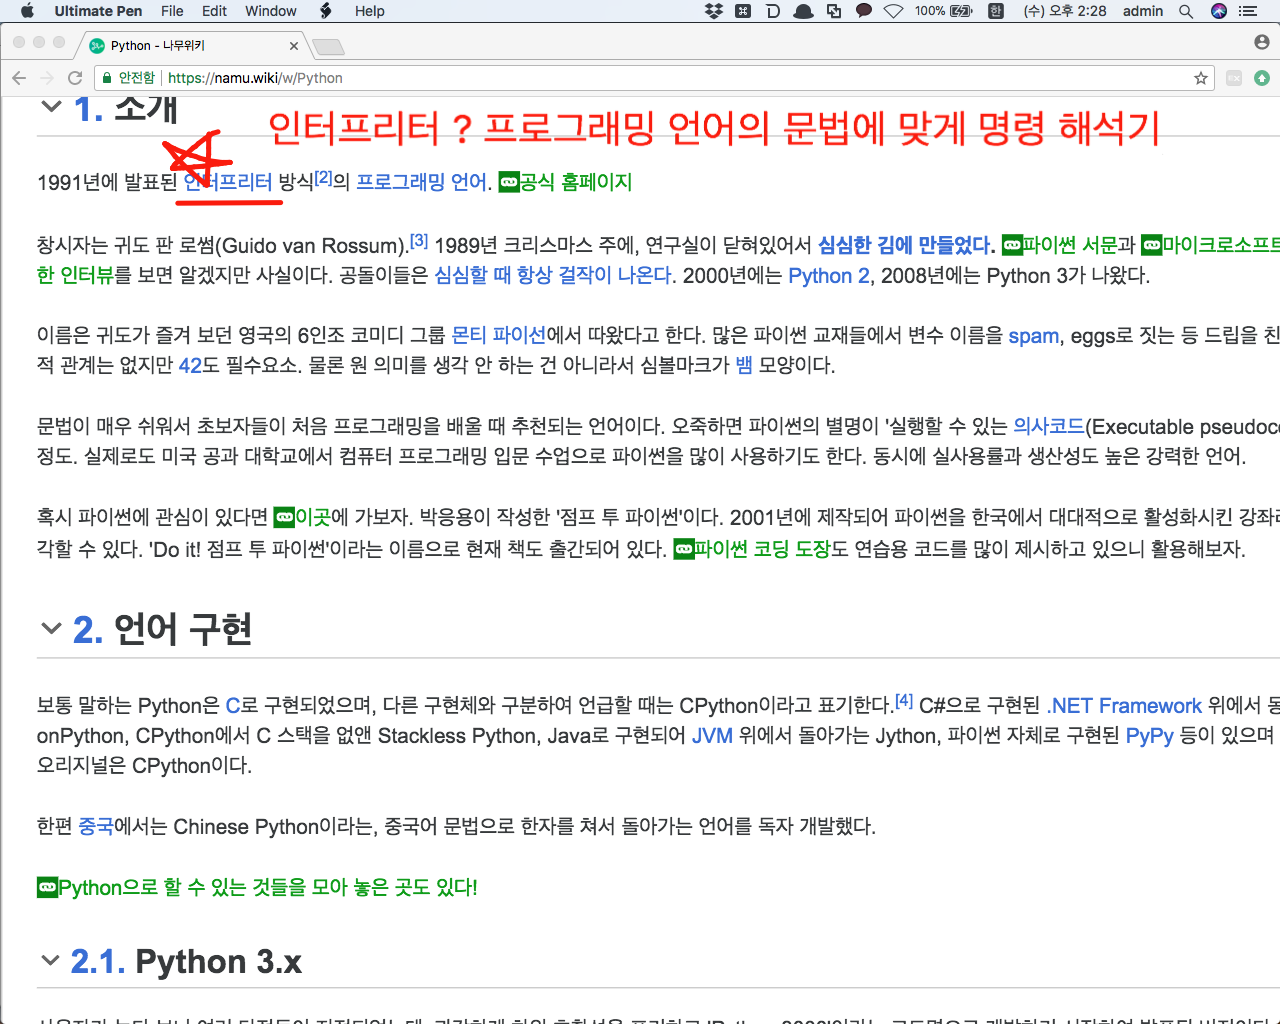 Ultimate Pen File Edit Window Help 100% 한 (수) 오후 2:28 admin
Python - 나무위키
안전함 https://namu.wiki/w/Python
1. 소개
인터프리터 ? 프로그래밍 언어의 문법에 맞게 명령 해석기
1991년에 발표된 인터프리터 방식[2]의 프로그래밍 언어. 공식 홈페이지
창시자는 귀도 판 로썸(Guido van Rossum).[3] 1989년 크리스마스 주에, 연구실이 닫혀있어서 심심한 김에 만들었다. 파이썬 서문과 마이크로소프트
한 인터뷰를 보면 알겠지만 사실이다. 공돌이들은 심심할 때 항상 걸작이 나온다. 2000년에는 Python 2, 2008년에는 Python 3가 나왔다.
이름은 귀도가 즐겨 보던 영국의 6인조 코미디 그룹 몬티 파이선에서 따왔다고 한다. 많은 파이썬 교재들에서 변수 이름을 spam, eggs로 짓는 등 드립을 친
적 관계는 없지만 42도 필수요소. 물론 원 의미를 생각 안 하는 건 아니라서 심볼마크가 뱀 모양이다.
문법이 매우 쉬워서 초보자들이 처음 프로그래밍을 배울 때 추천되는 언어이다. 오죽하면 파이썬의 별명이 '실행할 수 있는 의사코드(Executable pseudoco
정도. 실제로도 미국 공과 대학교에서 컴퓨터 프로그래밍 입문 수업으로 파이썬을 많이 사용하기도 한다. 동시에 실사용률과 생산성도 높은 강력한 언어.
혹시 파이썬에 관심이 있다면 이곳에 가보자. 박응용이 작성한 '점프 투 파이썬'이다. 2001년에 제작되어 파이썬을 한국에서 대대적으로 활성화시킨 강좌라
각할 수 있다. 'Do it! 점프 투 파이썬'이라는 이름으로 현재 책도 출간되어 있다. 파이썬 코딩 도장도 연습용 코드를 많이 제시하고 있으니 활용해보자.
2. 언어 구현
보통 말하는 Python은 C로 구현되었으며, 다른 구현체와 구분하여 언급할 때는 CPython이라고 표기한다.[4] C#으로 구현된 .NET Framework 위에서 동
onPython, CPython에서 C 스택을 없앤 Stackless Python, Java로 구현되어 JVM 위에서 돌아가는 Jython, 파이썬 자체로 구현된 PyPy 등이 있으며
오리지널은 CPython이다.
한편 중국에서는 Chinese Python이라는, 중국어 문법으로 한자를 쳐서 돌아가는 언어를 독자 개발했다.
Python으로 할 수 있는 것들을 모아 놓은 곳도 있다!
2.1. Python 3.x